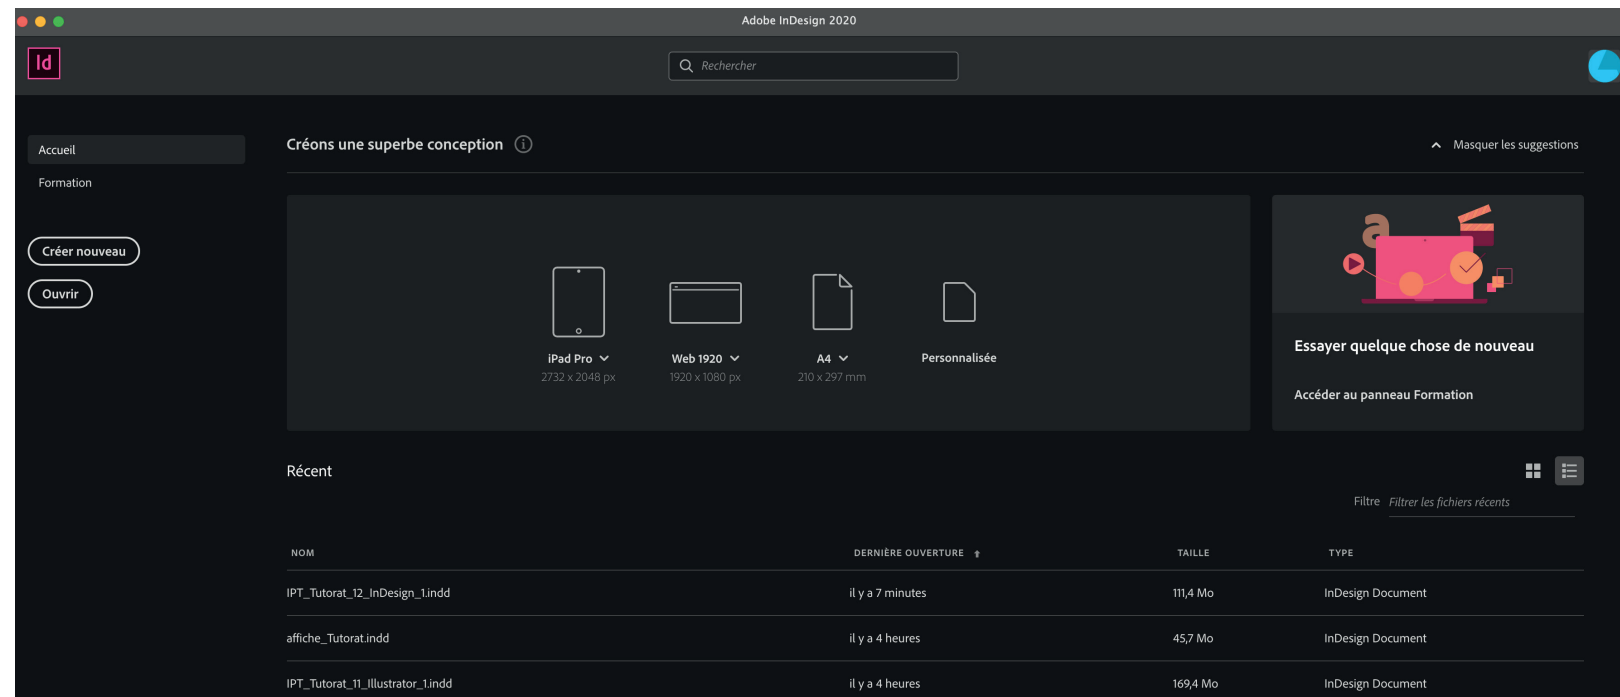 Adobe InDesign 2020
Id
Rechercher
Accueil
Formation
Créer nouveau
Ouvrir
Créons une superbe conception
Masquer les suggestions
iPad Pro
2732 x 2048 px
Web 1920
1920 x 1080 px
A4
210 x 297 mm
Personnalisée
a
Essayer quelque chose de nouveau
Accéder au panneau Formation
Récent
Filtre Filtrer les fichiers récents
NOM DERNIÈRE OUVERTURE TAILLE TYPE
IPT_Tutorat_12_InDesign_1.indd il y a 7 minutes 111,4 Mo InDesign Document
affiche_Tutorat.indd il y a 4 heures 45,7 Mo InDesign Document
IPT_Tutorat_11_Illustrator_1.indd il y a 4 heures 169,4 Mo InDesign Document